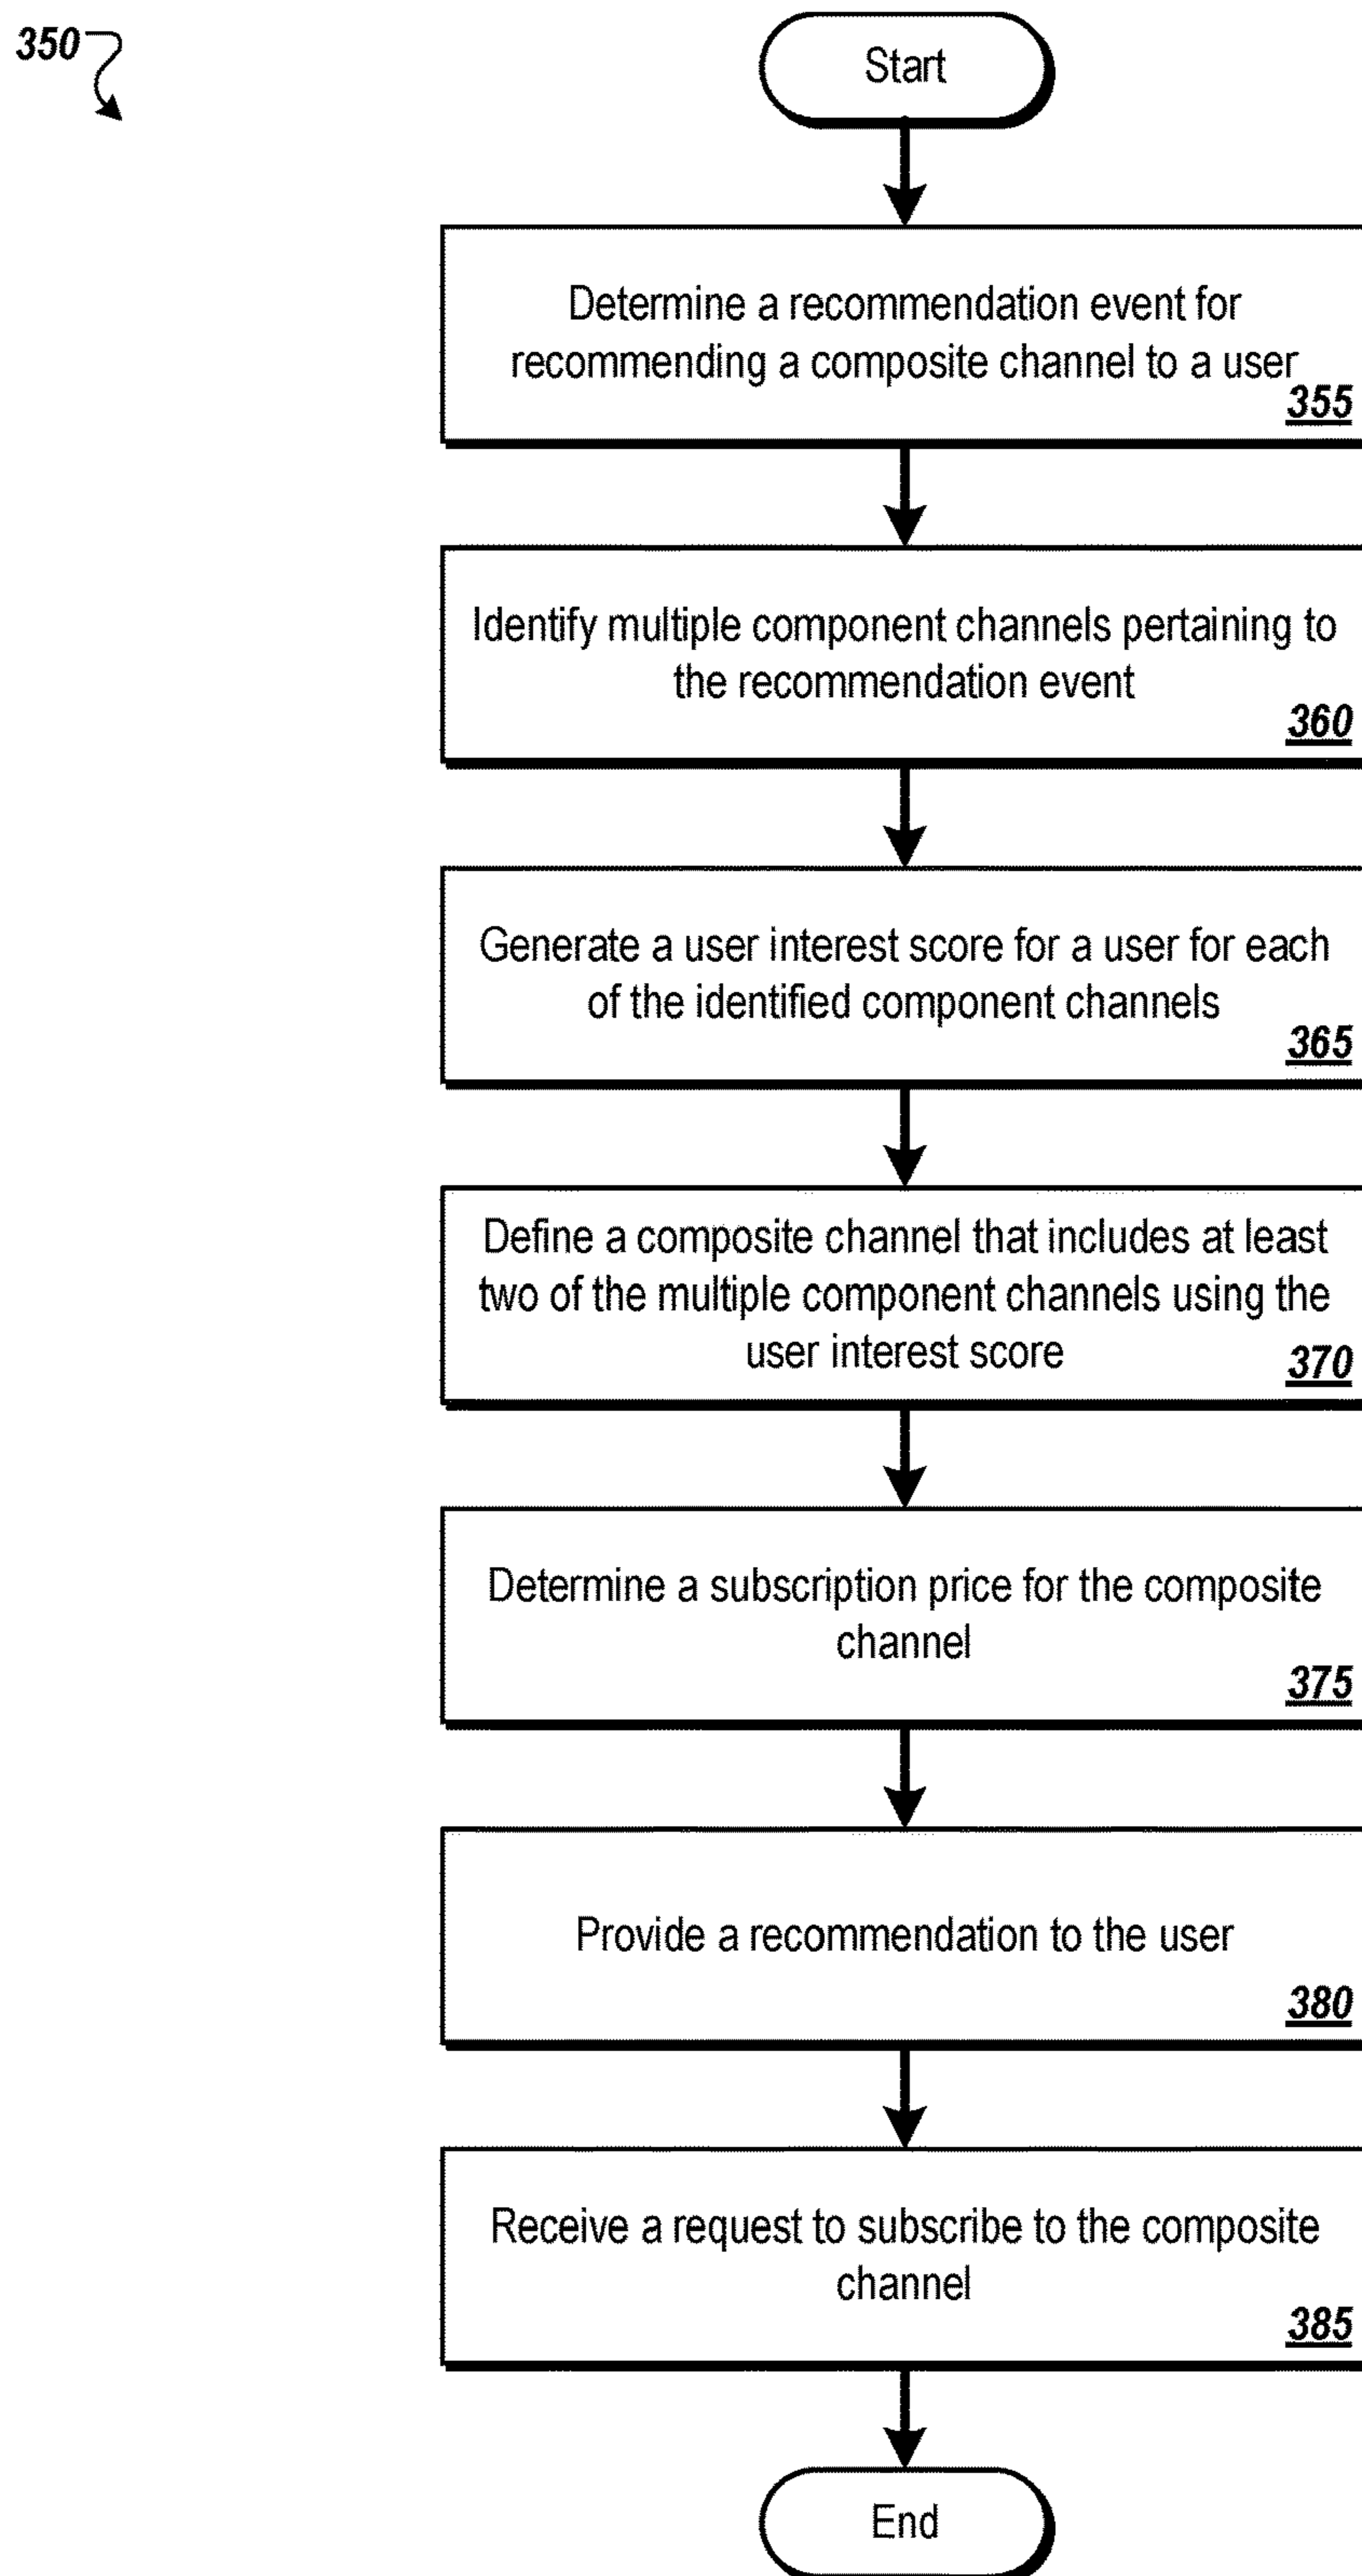 350
Start
Determine a recommendation event for
recommending a composite channel to a user
355
Identify multiple component channels pertaining to
the recommendation event
360
Generate a user interest score for a user for each
of the identified component channels
365
Define a composite channel that includes at least
two of the multiple component channels using the
user interest score
370
Determine a subscription price for the composite
channel
375
Provide a recommendation to the user
380
Receive a request to subscribe to the composite
channel
385
End